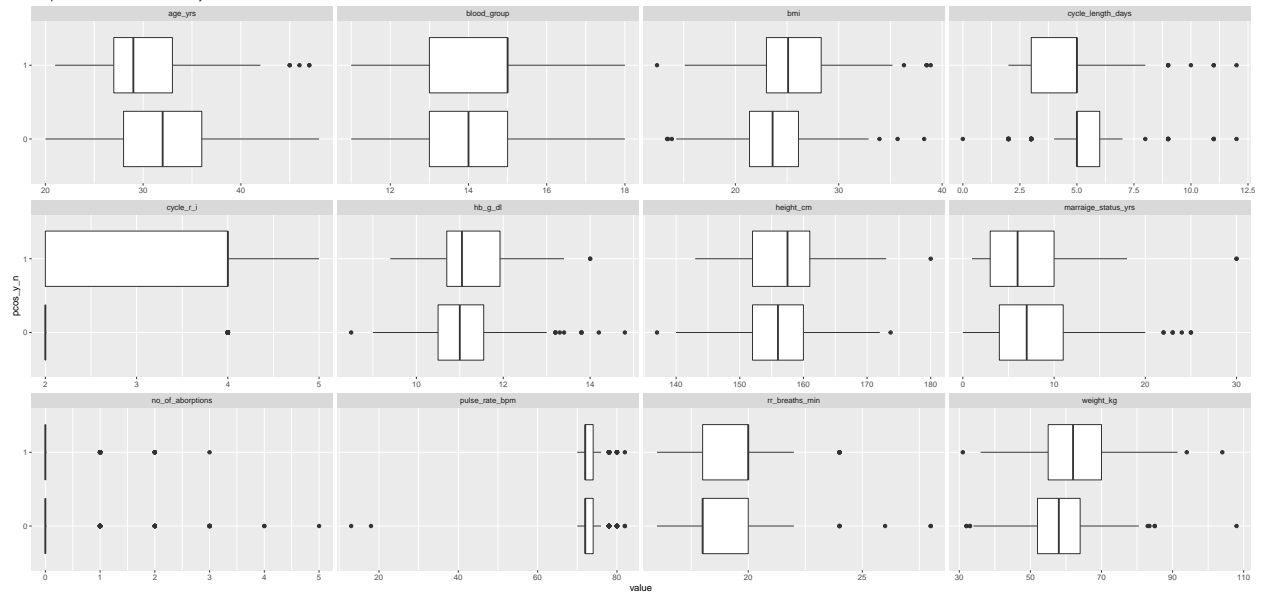 age_yrs blood_group bmi cycle_length_days
1
0
20 30 40 12 14 16 18 20 30 40 0.0 2.5 5.0 7.5 10.0 12.5
cycle_r_i hb_g_dl height_cm marraige_status_yrs
1
0
2 3 4 5 10 12 14 140 150 160 170 180 0 10 20 30
pcos_y_n
no_of_aborptions pulse_rate_bpm rr_breaths_min weight_kg
1
0
0 1 2 3 4 5 20 40 60 80 20 25 30 50 70 90 110
value